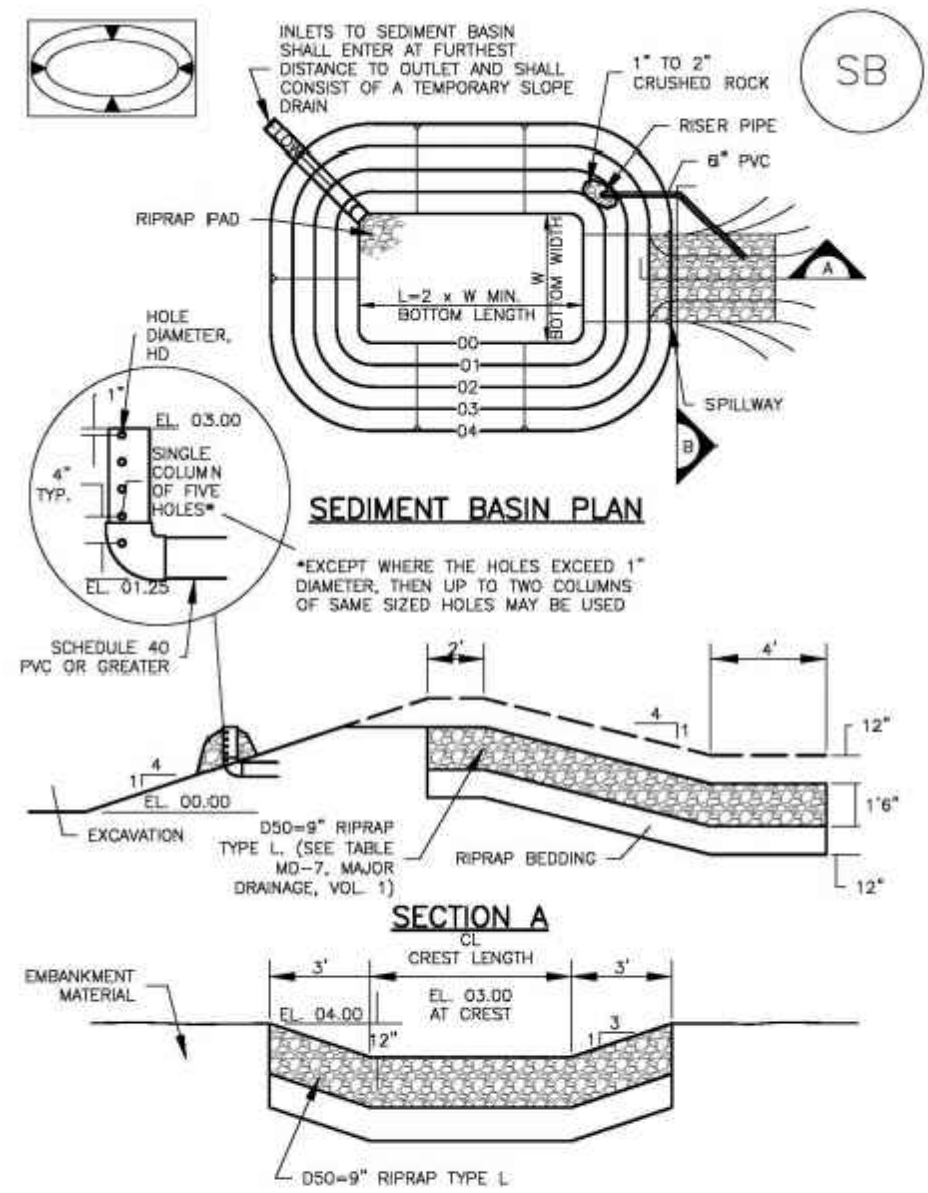 SB
INLETS TO SEDIMENT BASIN
SHALL ENTER AT FURTHEST
DISTANCE TO OUTLET AND SHALL
CONSIST OF A TEMPORARY SLOPE
DRAIN
1" TO 2"
CRUSHED ROCK
RISER PIPE
6" PVC
RIPRAP PAD
W
BOTTOM WIDTH
L=2 x W MIN.
BOTTOM LENGTH
00
01
02
03
04
A
SPILLWAY
B
HOLE
DIAMETER,
HD
1"
EL. 03.00
4"
TYP.
SINGLE
COLUMN
OF FIVE
HOLES*
EL. 01.25
SEDIMENT BASIN PLAN
*EXCEPT WHERE THE HOLES EXCEED 1"
DIAMETER, THEN UP TO TWO COLUMNS
OF SAME SIZED HOLES MAY BE USED
SCHEDULE 40
PVC OR GREATER
2'
4'
4
1
12"
1'6"
12"
4
1
EL. 00.00
EXCAVATION
D50=9" RIPRAP
TYPE L. (SEE TABLE
MD-7, MAJOR
DRAINAGE, VOL. 1)
RIPRAP BEDDING
SECTION A
CL
CREST LENGTH
3'
3'
EMBANKMENT
MATERIAL
EL. 04.00
12"
EL. 03.00
AT CREST
3
1
D50=9" RIPRAP TYPE L